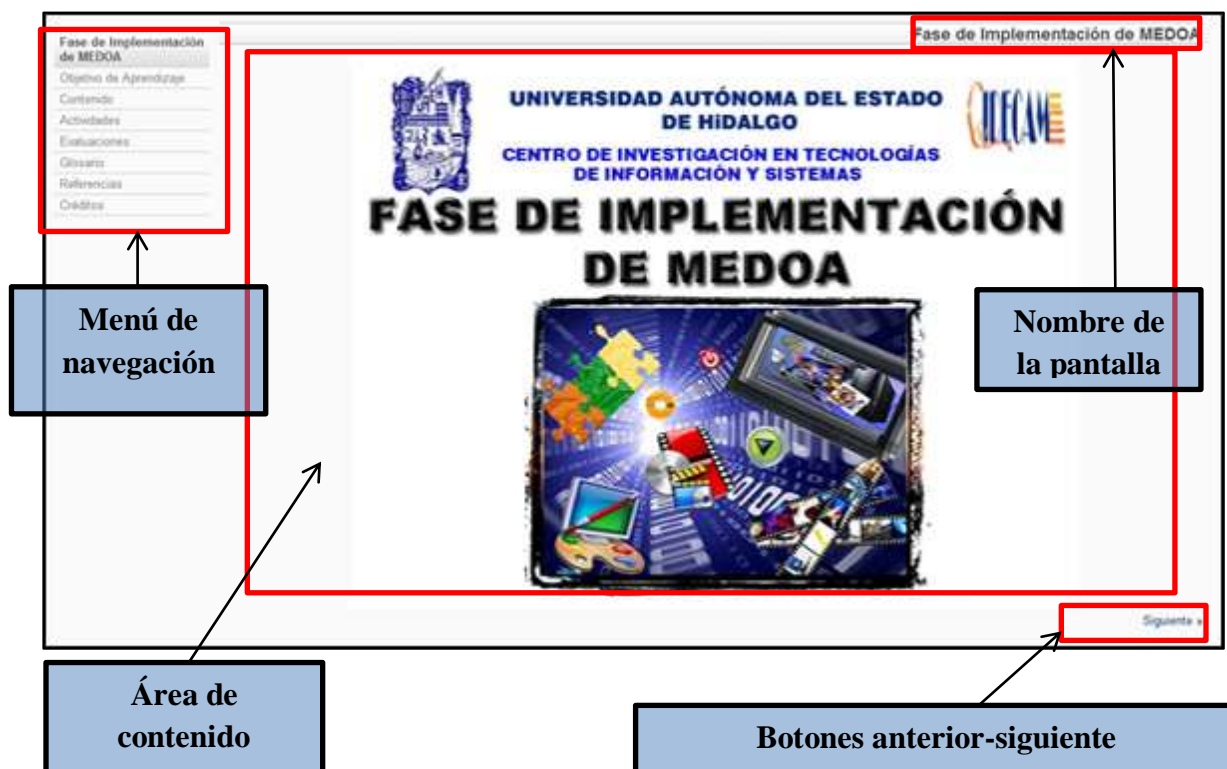 Fase de Implementación de MEDOA
Fase de Implementación
de MEDOA
Objetivo de Aprendizaje
Contenido
Actividades
Evaluaciones
Glosario
Referencias
Créditos
UNIVERSIDAD AUTÓNOMA DEL ESTADO
DE HiDALGO
CENTRO DE INVESTIGACIÓN EN TECNOLOGÍAS
DE INFORMACIÓN Y SISTEMAS
FASE DE IMPLEMENTACIÓN
DE MEDOA
Menú de
navegación
Nombre de
la pantalla
Siguiente »
Área de
contenido
Botones anterior-siguiente